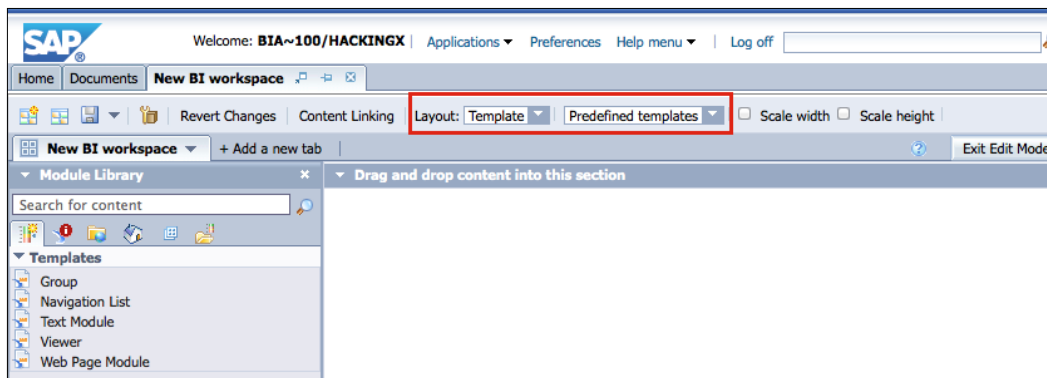 SAP®
Welcome: BIA~100/HACKINGX | Applications Preferences Help menu | Log off
Home Documents New BI workspace
Revert Changes Content Linking Layout: Template Predefined templates Scale width Scale height
New BI workspace + Add a new tab Exit Edit Mode
Module Library Drag and drop content into this section
Search for content
Templates
Group
Navigation List
Text Module
Viewer
Web Page Module